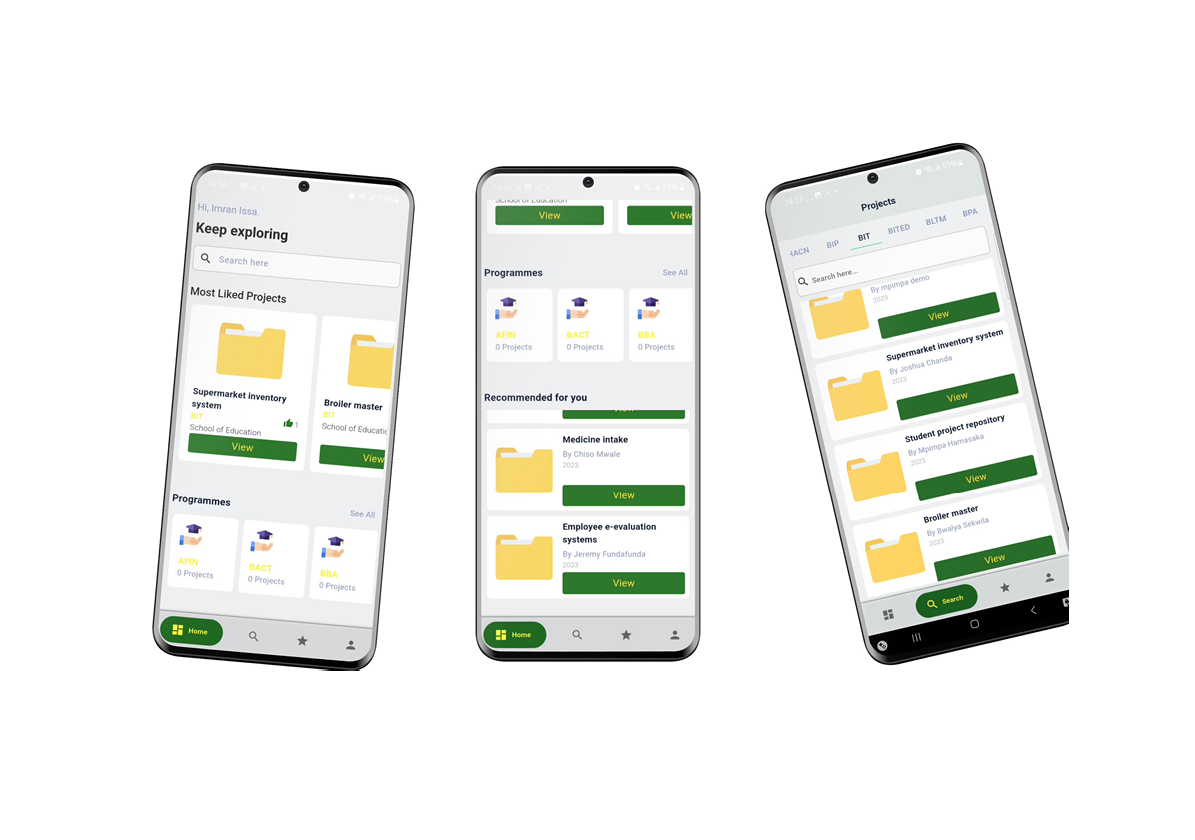 14:36
51%
Hi, Imran Issa.
Keep exploring
Search here
Most Liked Projects
Supermarket inventory
system
BIT
1
School of Education
View
Broiler master
BIT
School of Educatio
View
Programmes
See All
AFIN
0 Projects
BACT
0 Projects
BBA
0 Projects
Home
14:36
51%
School of Education
View
View
Programmes
See All
AFIN
0 Projects
BACT
0 Projects
BBA
0 Projects
Recommended for you
View
Medicine intake
By Chiso Mwale
2023
View
Employee e-evaluation
systems
By Jeremy Fundafunda
2023
View
Home
14:37
51%
Projects
HACN BIP BIT BITED BLTM BPA
Search here...
By mpimpa demo
2023
View
Supermarket inventory system
By Joshua Chanda
2023
View
Student project repository
By Mpimpa Hamasaka
2023
View
Broiler master
By Bwalya Sekwila
2023
View
Search